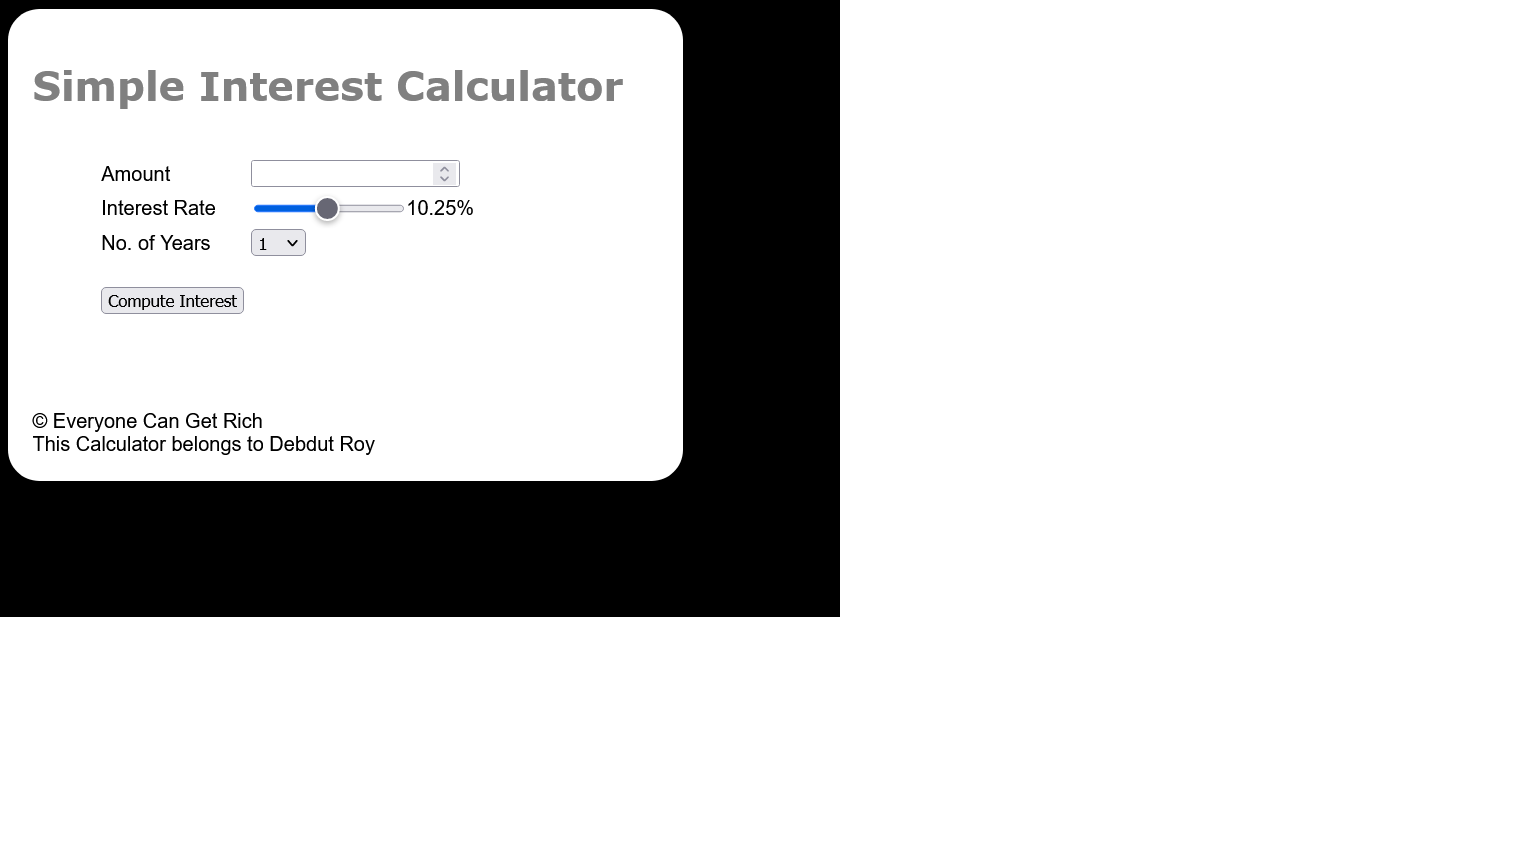 Simple Interest Calculator
Amount
Interest Rate 10.25%
No. of Years 1
Compute Interest
© Everyone Can Get Rich
This Calculator belongs to Debdut Roy